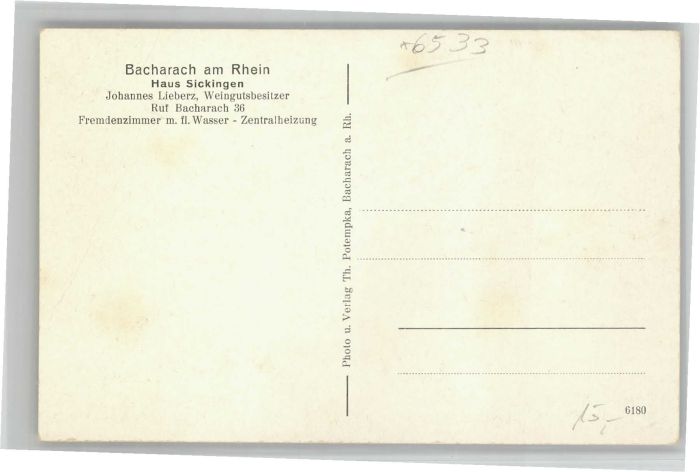 Bacharach am Rhein
Haus Sickingen
Johannes Lieberz, Weingutsbesitzer
Ruf Bacharach 36
Fremdenzimmer m. fl. Wasser - Zentralheizung
Photo u. Verlag Th. Potempka, Bacharach a. Rh.
*6533
15,-
6180